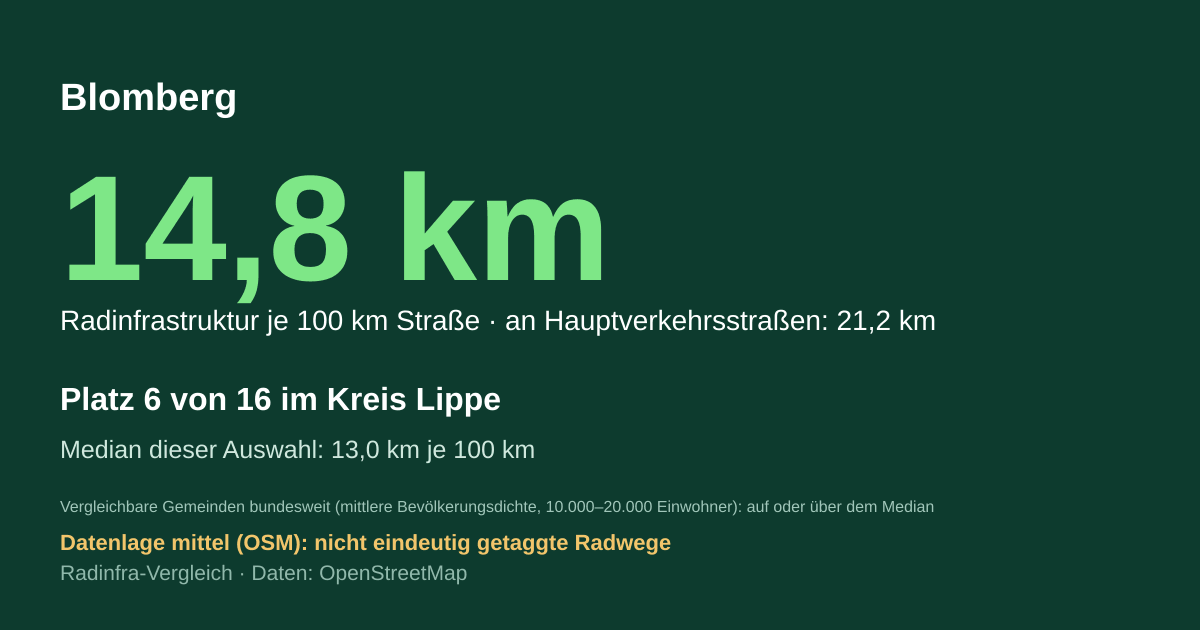 Blomberg
14,8 km
Radinfrastruktur je 100 km Straße · an Hauptverkehrsstraßen: 21,2 km
Platz 6 von 16 im Kreis Lippe
Median dieser Auswahl: 13,0 km je 100 km
Vergleichbare Gemeinden bundesweit (mittlere Bevölkerungsdichte, 10.000–20.000 Einwohner): auf oder über dem Median
Datenlage mittel (OSM): nicht eindeutig getaggte Radwege
Radinfra-Vergleich · Daten: OpenStreetMap